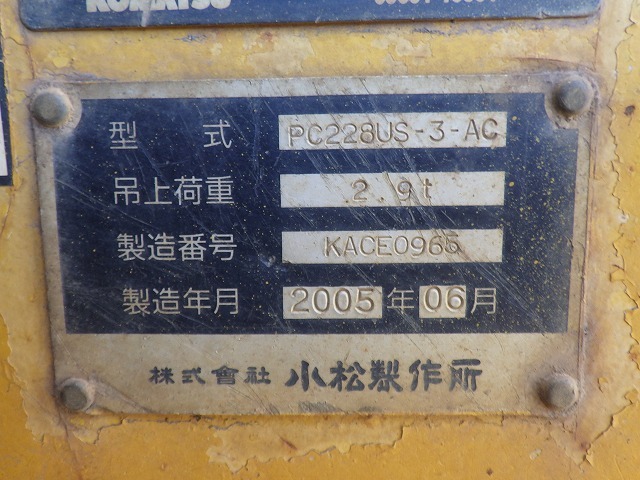 KOMATSU
型式 PC228US-3-AC
吊上荷重 2.9t
製造番号 KACE0965
製造年月 2005年06月
株式會社 小松製作所